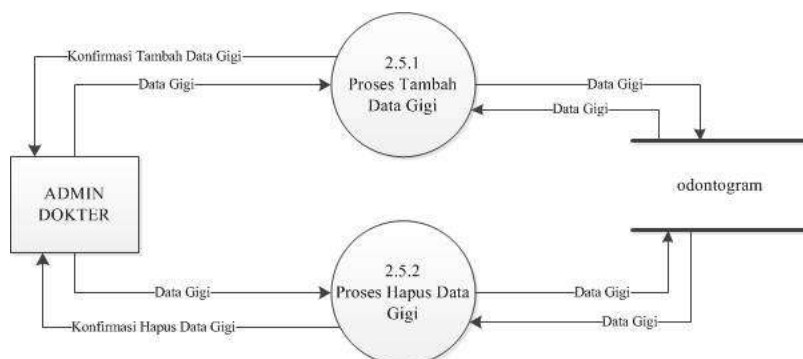 Konfirmasi Tambah Data Gigi
2.5.1
Proses Tambah
Data Gigi
Data Gigi
Data Gigi
Data Gigi
ADMIN
DOKTER
odontogram
2.5.2
Proses Hapus Data
Gigi
Data Gigi
Data Gigi
Konfirmasi Hapus Data Gigi
Data Gigi